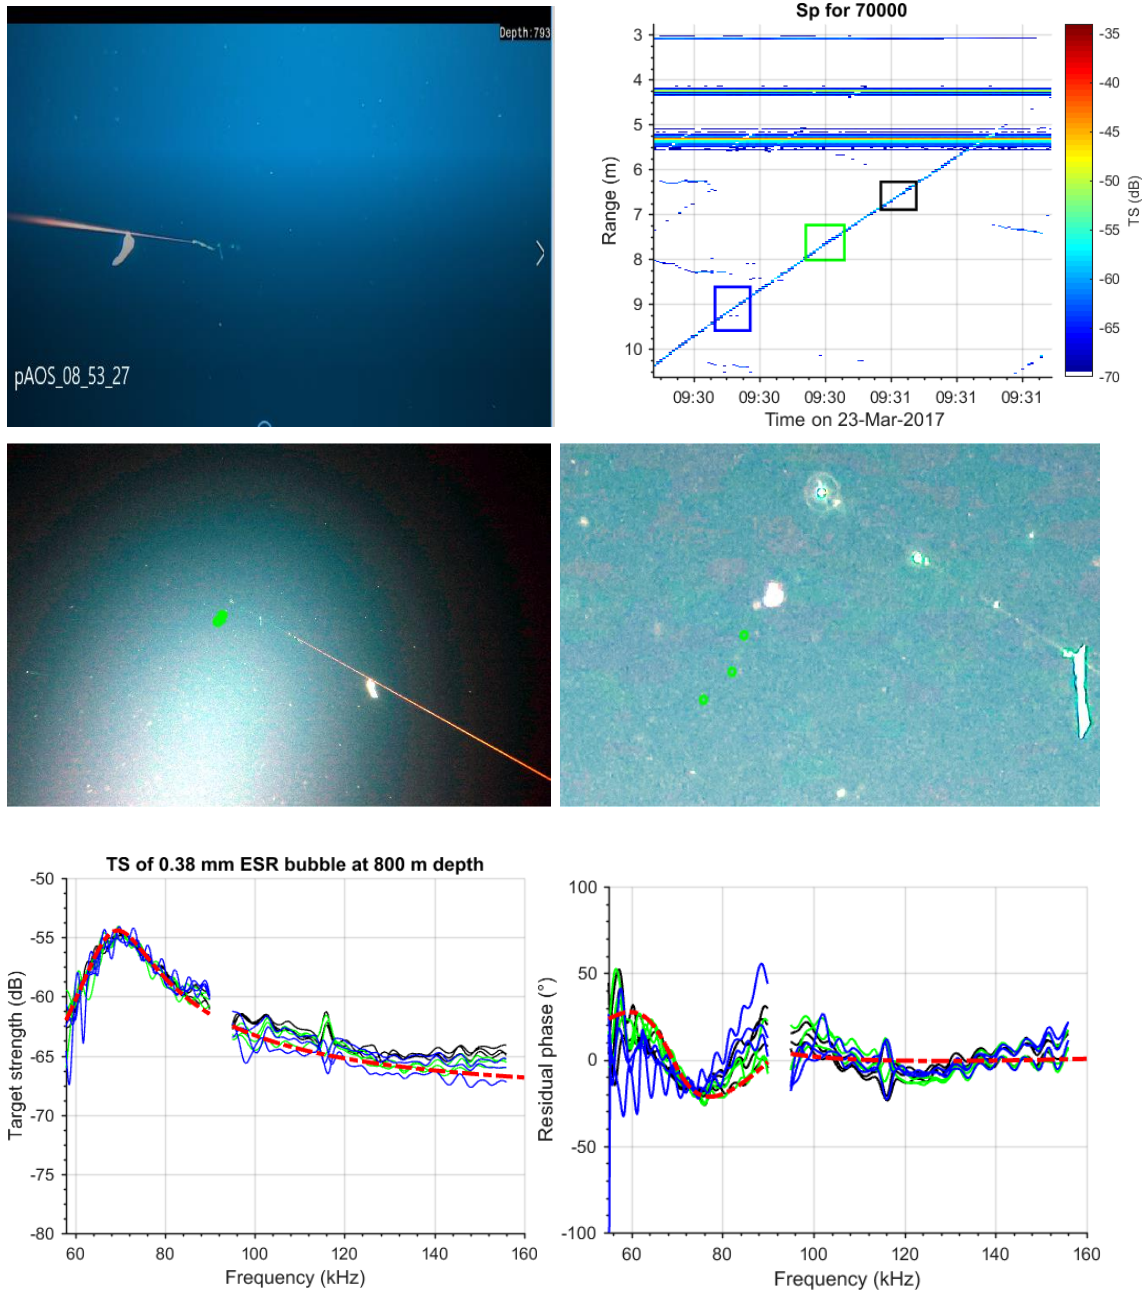 Depth:793
pAOS_08_53_27
Sp for 70000
3
4
5
6
7
8
9
10
Range (m)
09:30 09:30 09:30 09:31 09:31 09:31
Time on 23-Mar-2017
-35
-40
-45
-50
-55
-60
-65
-70
TS (dB)
TS of 0.38 mm ESR bubble at 800 m depth
-50
-55
-60
-65
-70
-75
-80
Target strength (dB)
60 80 100 120 140 160
Frequency (kHz)
100
50
0
-50
-100
Residual phase (°)
60 80 100 120 140 160
Frequency (kHz)